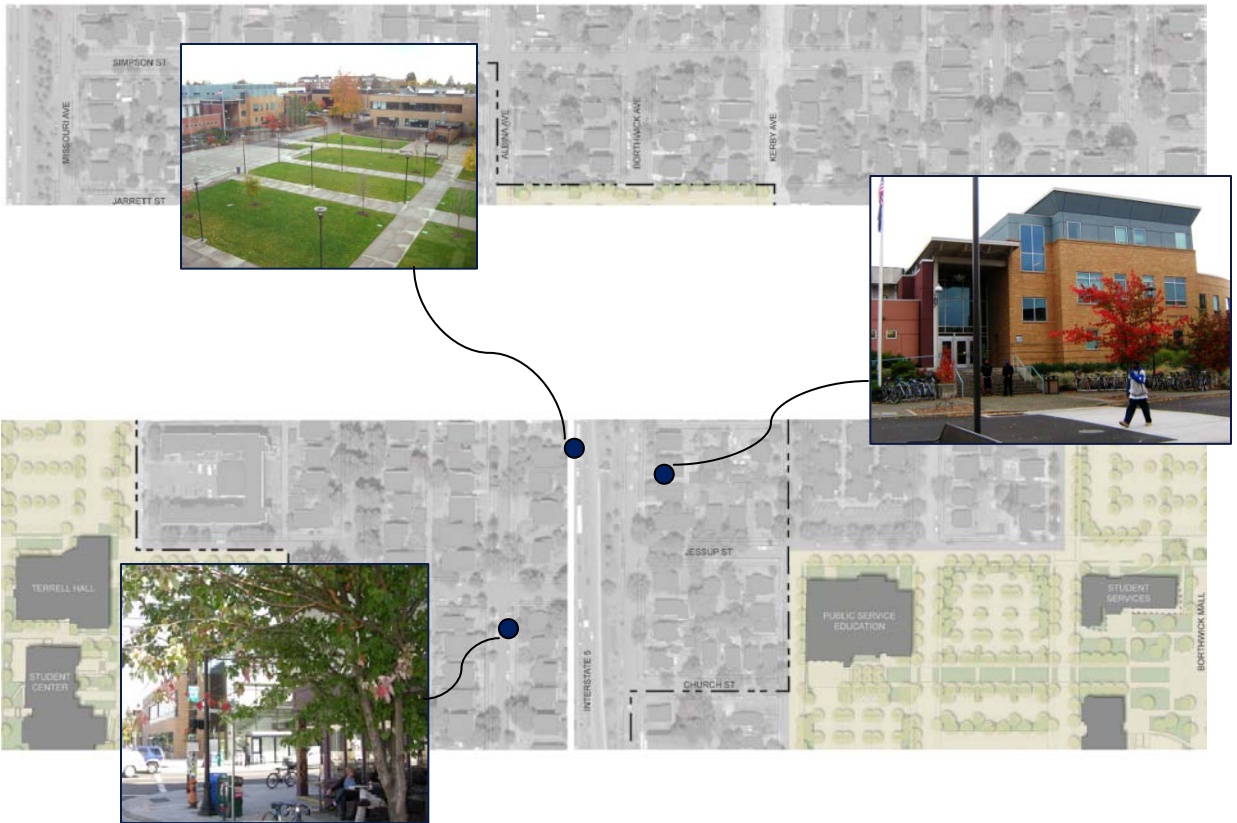 SIMPSON ST
MISSOURI AVE
ALBINA AVE
BORTHWICK AVE
KERBY AVE
JARRETT ST
JESSUP ST
TERRELL HALL
STUDENT
CENTER
INTERSTATE 5
CHURCH ST
PUBLIC SERVICE
EDUCATION
STUDENT
SERVICES
BORTHWICK MALL